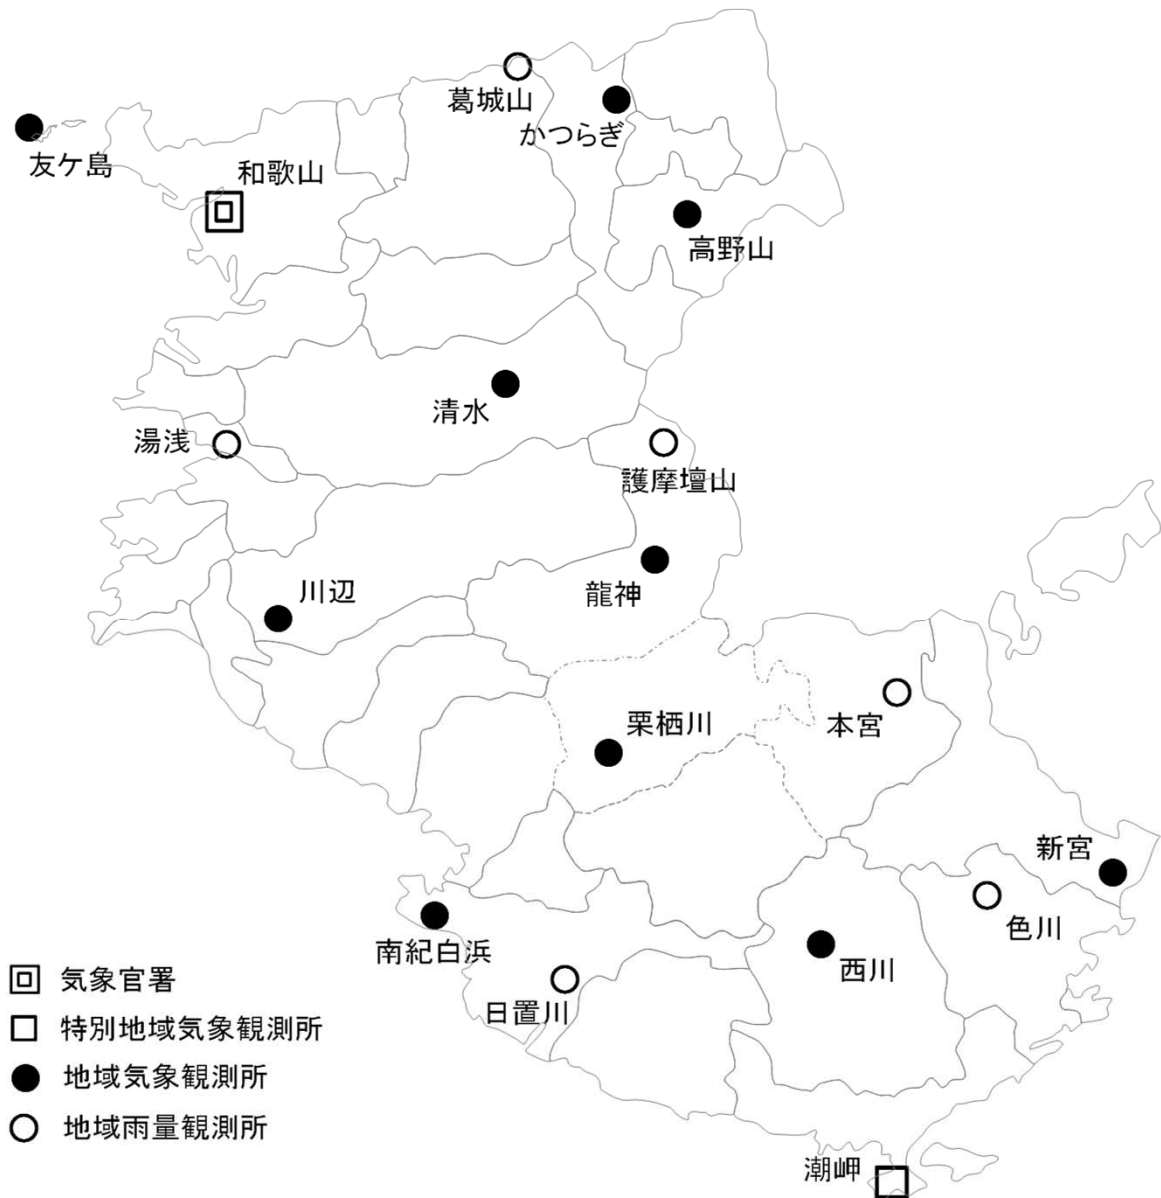 葛城山
かつらぎ
友ケ島
和歌山
高野山
清水
湯浅
護摩壇山
川辺
龍神
栗栖川
本宮
新宮
色川
南紀白浜
西川
日置川
潮岬
気象官署
特別地域気象観測所
地域気象観測所
地域雨量観測所